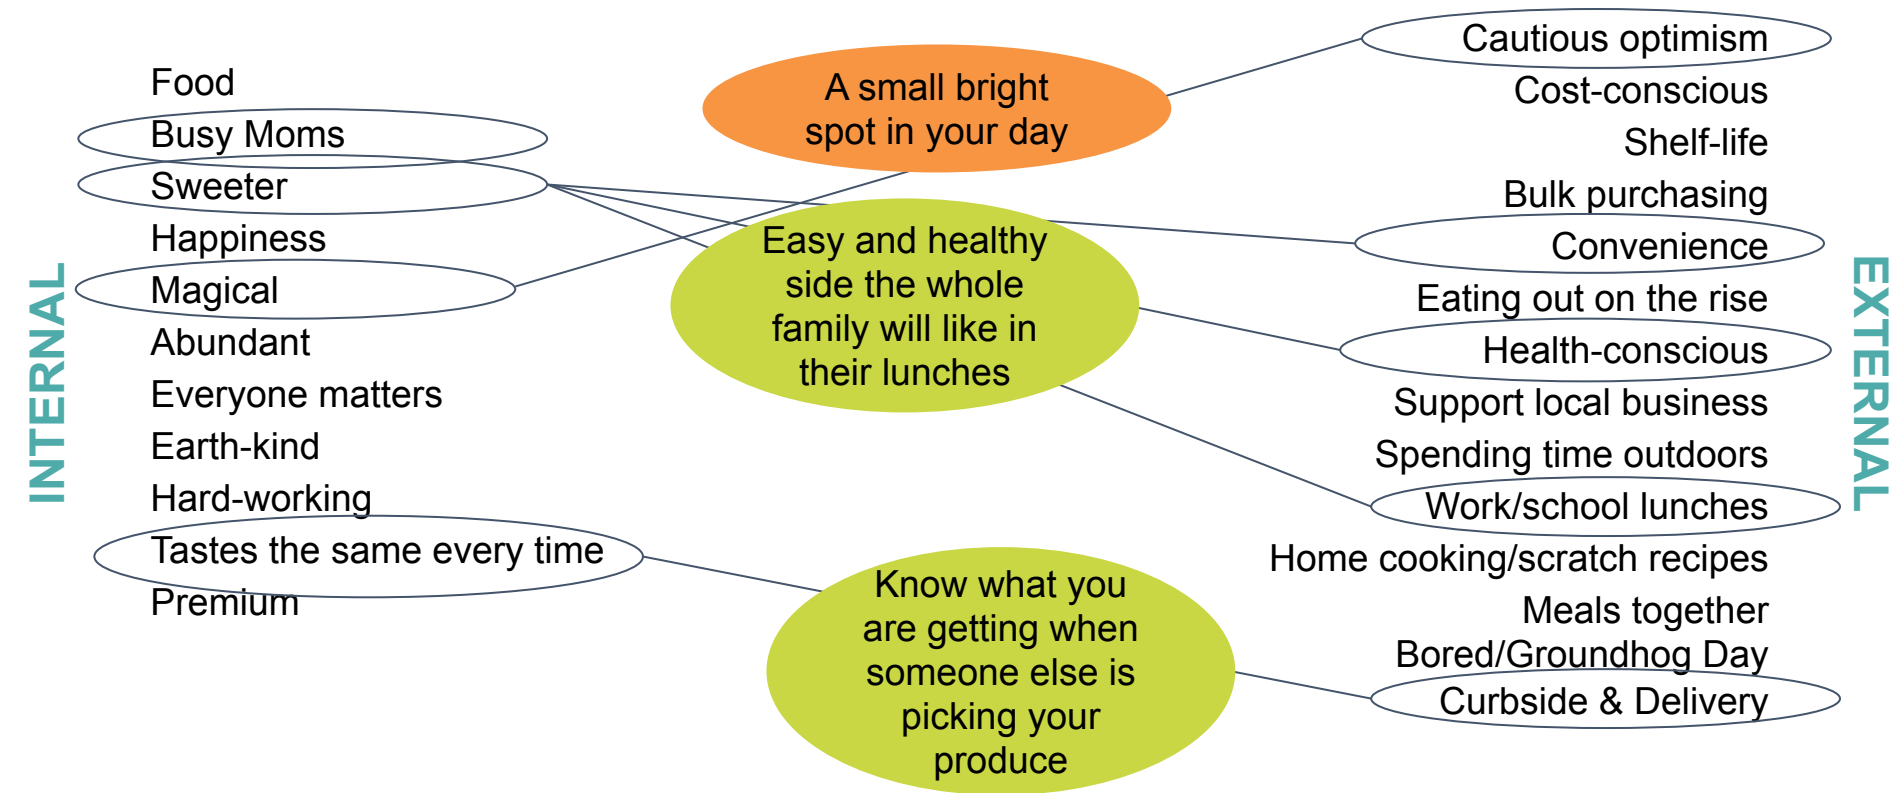 INTERNAL
Food
Busy Moms
Sweeter
Happiness
Magical
Abundant
Everyone matters
Earth-kind
Hard-working
Tastes the same every time
Premium
A small bright
spot in your day
Easy and healthy
side the whole
family will like in
their lunches
Know what you
are getting when
someone else is
picking your
produce
Cautious optimism
Cost-conscious
Shelf-life
Bulk purchasing
Convenience
Eating out on the rise
Health-conscious
Support local business
Spending time outdoors
Work/school lunches
Home cooking/scratch recipes
Meals together
Bored/Groundhog Day
Curbside & Delivery
EXTERNAL